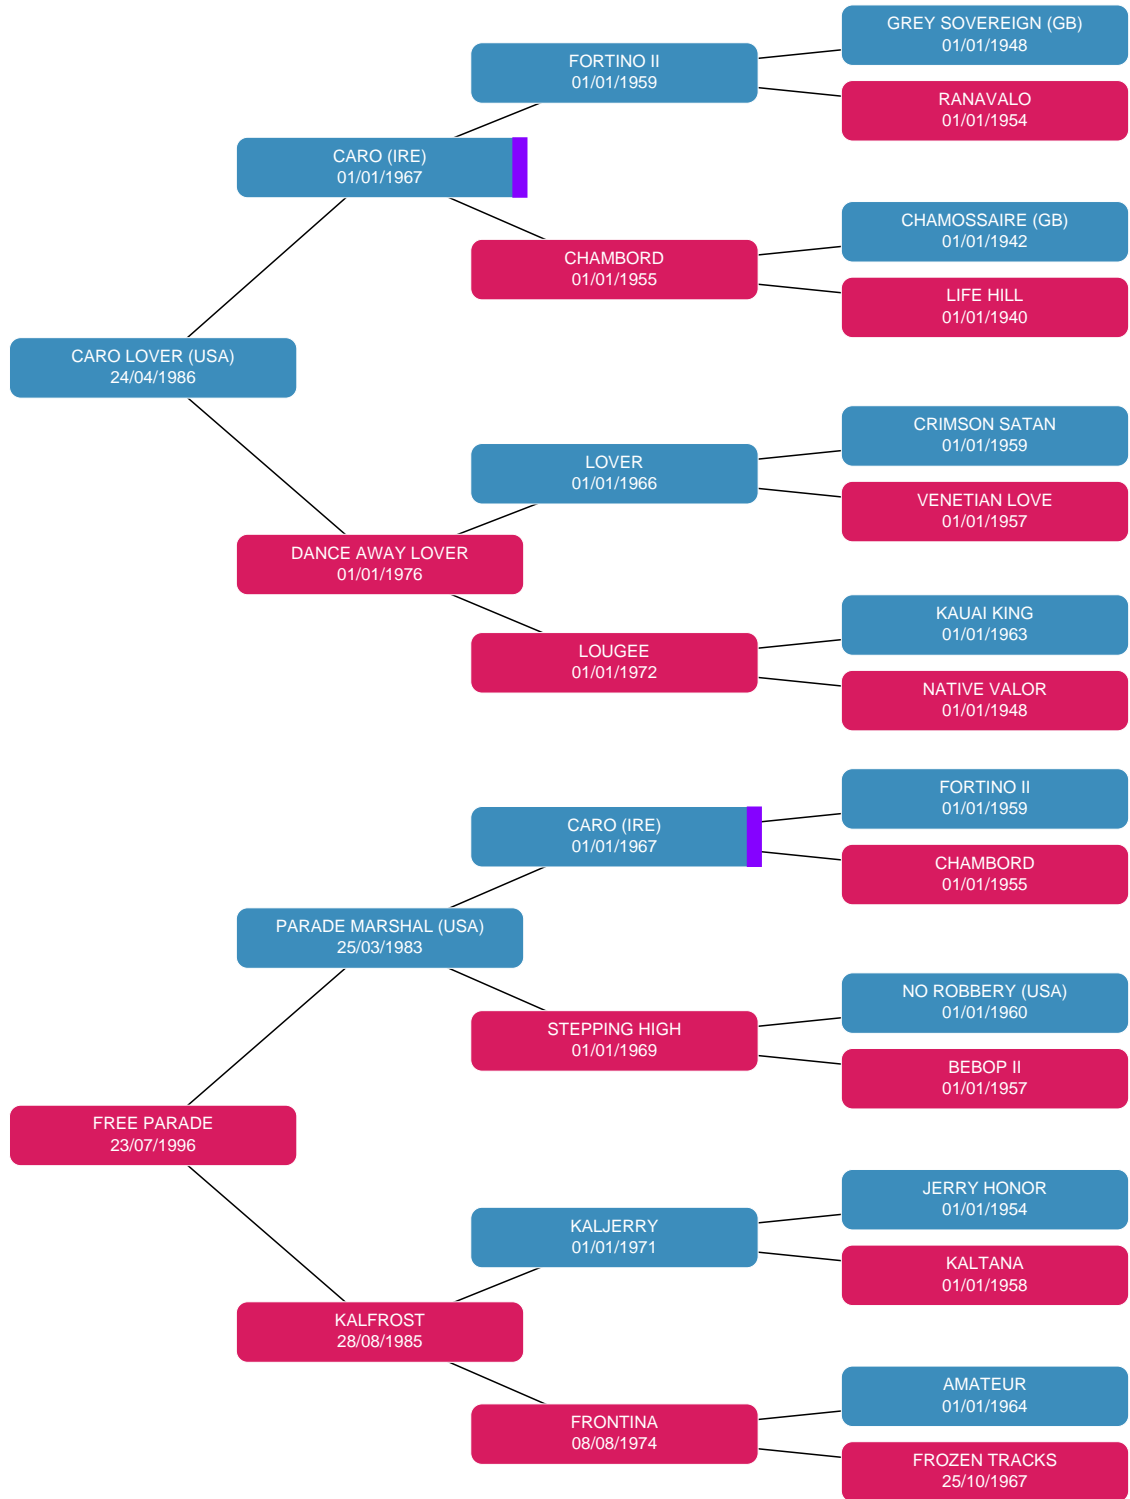 GREY SOVEREIGN (GB)
01/01/1948
FORTINO II
01/01/1959
RANAVALO
01/01/1954
CARO (IRE)
01/01/1967
CHAMOSSAIRE (GB)
01/01/1942
CHAMBORD
01/01/1955
LIFE HILL
01/01/1940
CARO LOVER (USA)
24/04/1986
CRIMSON SATAN
01/01/1959
LOVER
01/01/1966
VENETIAN LOVE
01/01/1957
DANCE AWAY LOVER
01/01/1976
KAUAI KING
01/01/1963
LOUGEE
01/01/1972
NATIVE VALOR
01/01/1948
FORTINO II
01/01/1959
CARO (IRE)
01/01/1967
CHAMBORD
01/01/1955
PARADE MARSHAL (USA)
25/03/1983
NO ROBBERY (USA)
01/01/1960
STEPPING HIGH
01/01/1969
BEBOP II
01/01/1957
FREE PARADE
23/07/1996
JERRY HONOR
01/01/1954
KALJERRY
01/01/1971
KALTANA
01/01/1958
KALFROST
28/08/1985
AMATEUR
01/01/1964
FRONTINA
08/08/1974
FROZEN TRACKS
25/10/1967